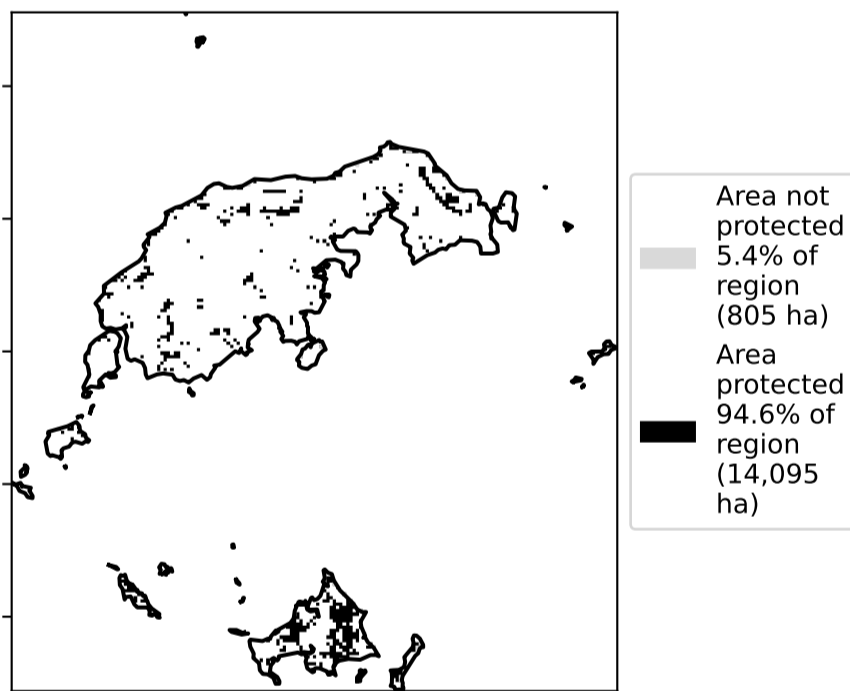 Area not
protected
5.4% of
region
(805 ha)
Area
protected
94.6% of
region
(14,095
ha)